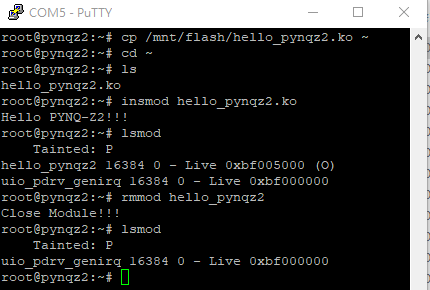 COM5 - PuTTY
root@pynqz2:~# cp /mnt/flash/hello_pynqz2.ko ~
root@pynqz2:~# cd ~
root@pynqz2:~# ls
hello_pynqz2.ko
root@pynqz2:~# insmod hello_pynqz2.ko
Hello PYNQ-Z2!!!
root@pynqz2:~# lsmod
    Tainted: P
hello_pynqz2 16384 0 - Live 0xbf005000 (O)
uio_pdrv_genirq 16384 0 - Live 0xbf000000
root@pynqz2:~# rmmod hello_pynqz2
Close Module!!!
root@pynqz2:~# lsmod
    Tainted: P
uio_pdrv_genirq 16384 0 - Live 0xbf000000
root@pynqz2:~#